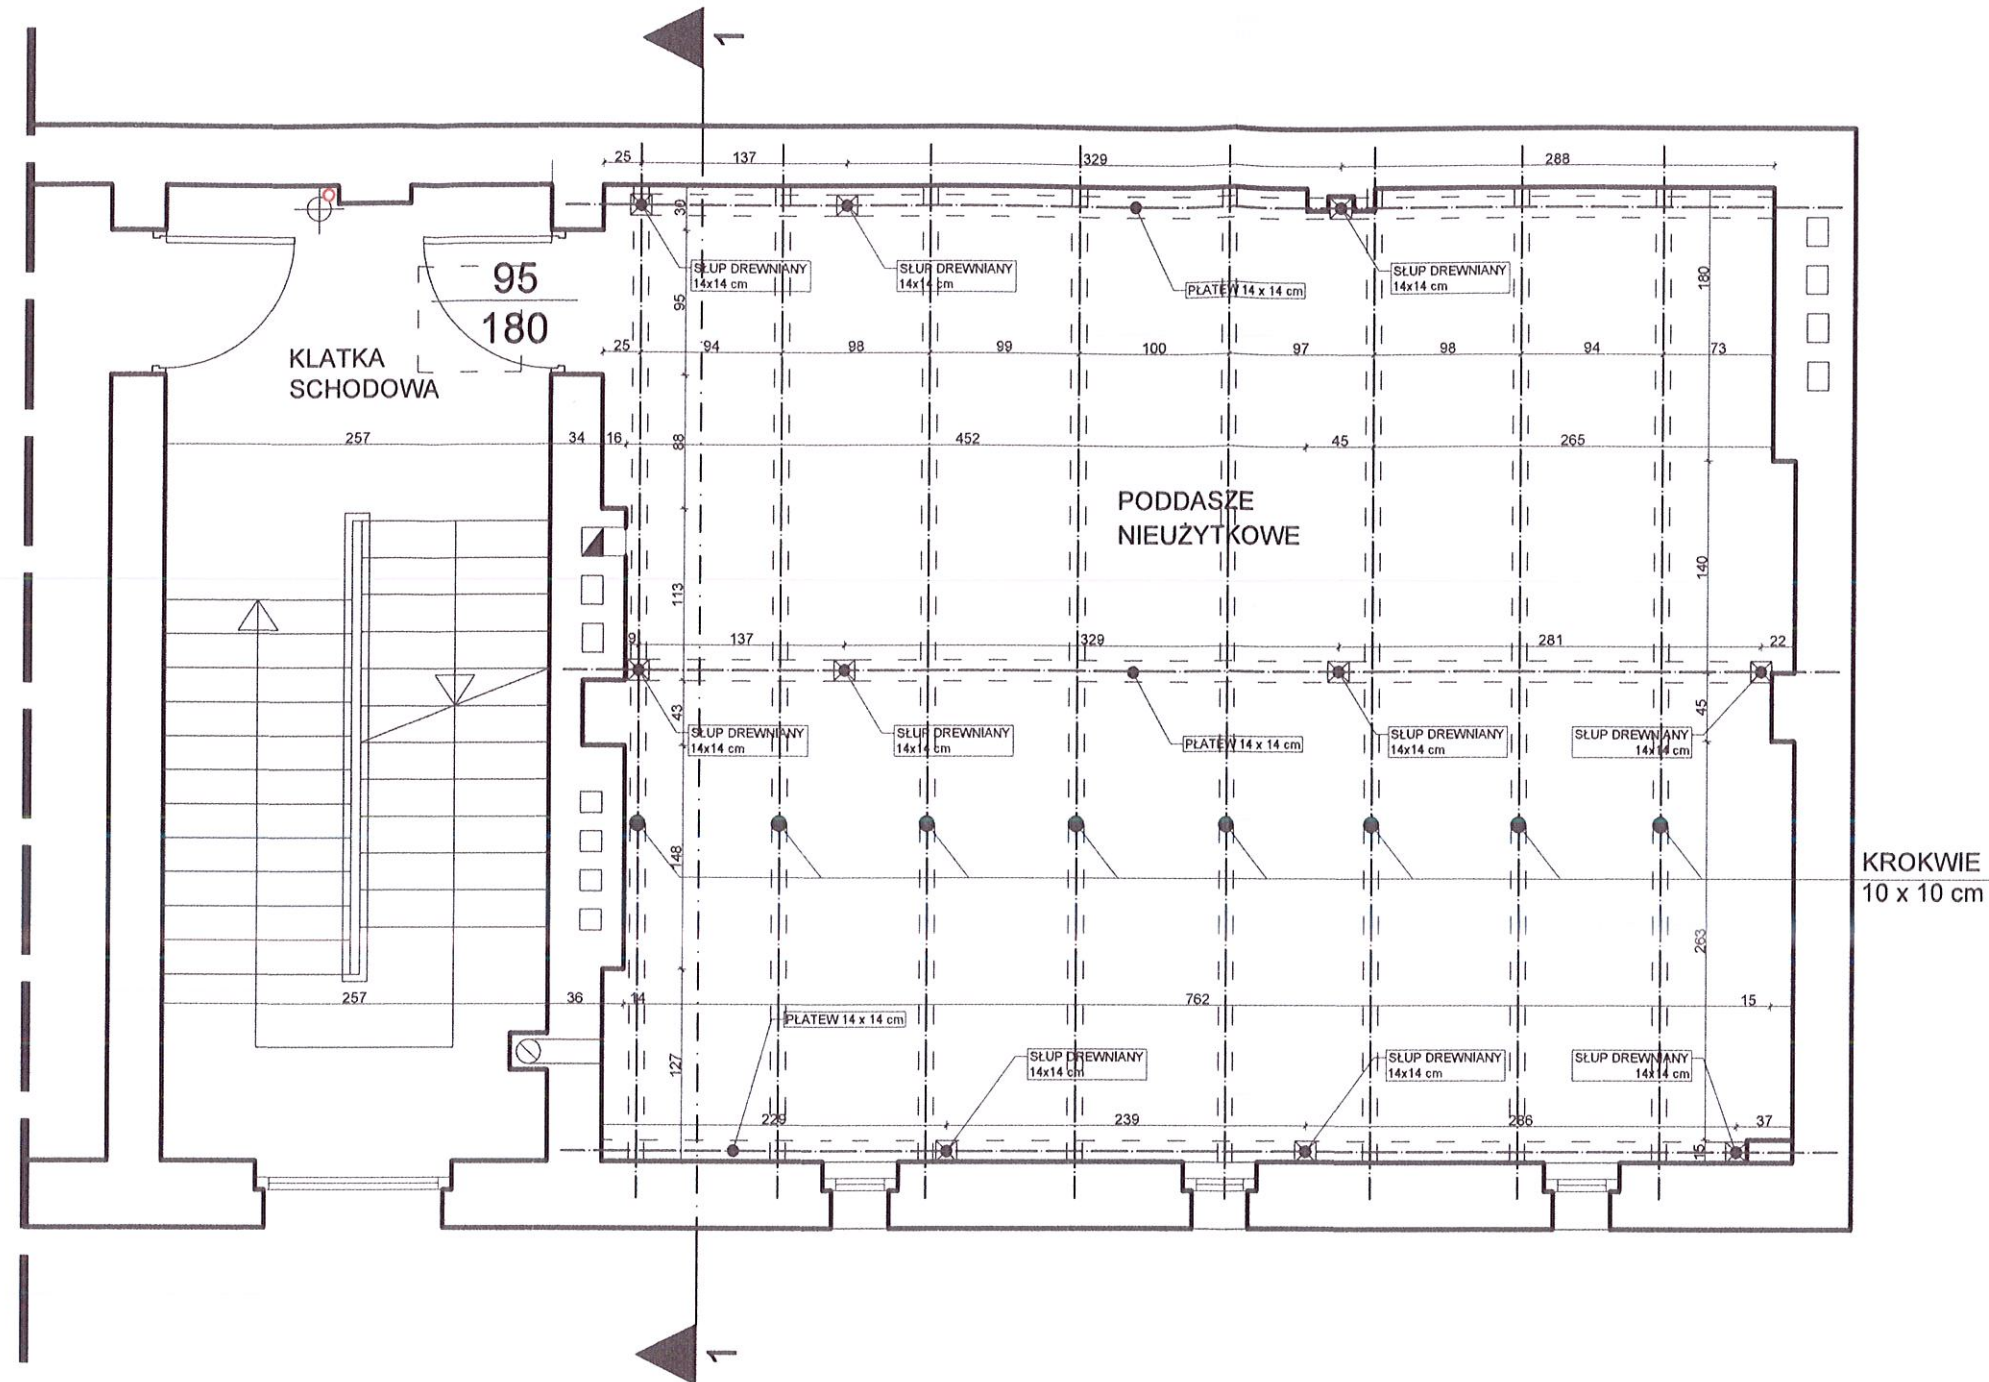 1
25 137 329 288
30
SŁUP DREWNIANY
14x14 cm
SŁUP DREWNIANY
14x14 cm
PŁATEW 14 x 14 cm
SŁUP DREWNIANY
14x14 cm
180
95
180
95
25 94 98 99 100 97 98 94 73
KLATKA
SCHODOWA
257 34 16 88 452 45 265
PODDASZE
NIEUŻYTKOWE
113
140
9 137 329 281 22
43
45
SŁUP DREWNIANY
14x14 cm
SŁUP DREWNIANY
14x14 cm
PŁATEW 14 x 14 cm
SŁUP DREWNIANY
14x14 cm
SŁUP DREWNIANY
14x14 cm
148
KROKWIE
10 x 10 cm
263
257 36 14 762 15
PŁATEW 14 x 14 cm
127
SŁUP DREWNIANY
14x14 cm
SŁUP DREWNIANY
14x14 cm
SŁUP DREWNIANY
14x14 cm
229 239 286 37
15
1